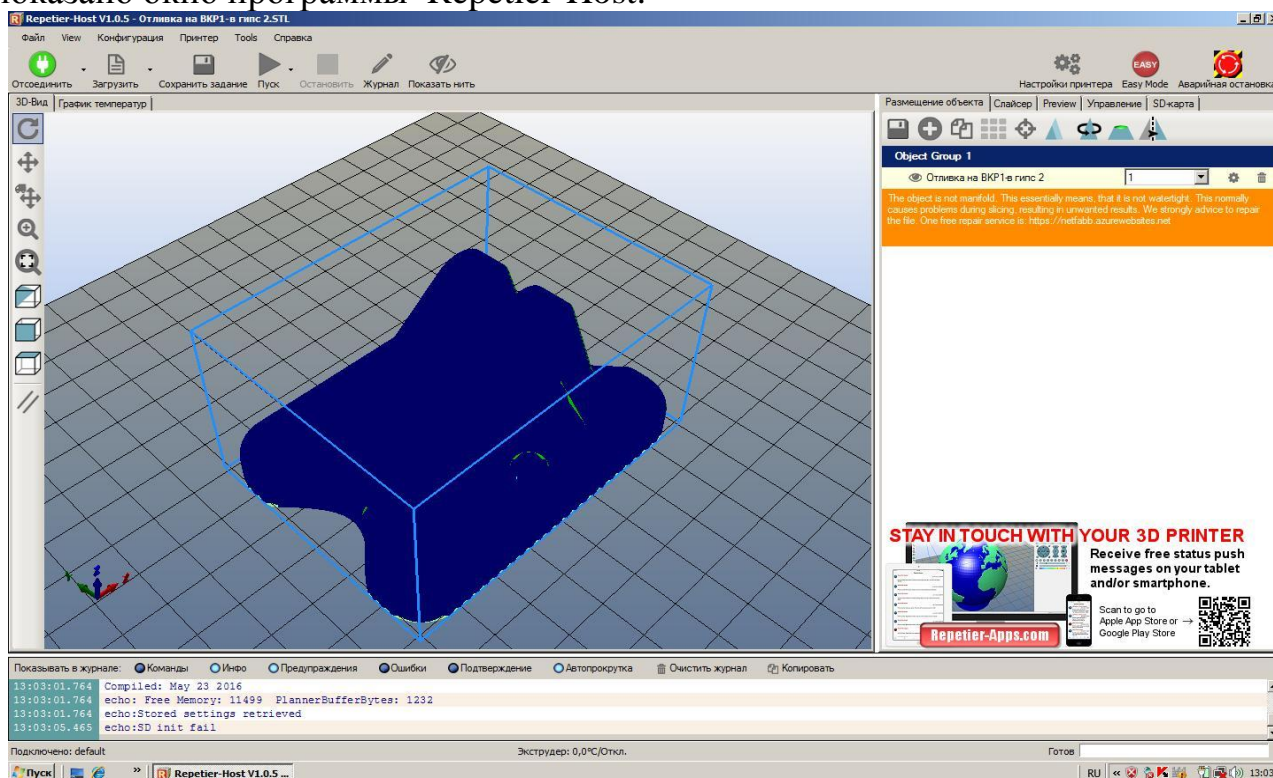 показано окно программы Repetier-Host.
Repetier-Host V1.0.5 - Отливка на ВКР1-в гипс 2.STL
Файл View Конфигурация Принтер Tools Справка
Отсоединить Загрузить Сохранить задание Пуск Остановить Журнал Показать нить
Настройки принтера Easy Mode Аварийная остановка
EASY
3D-Вид График температур
Размещение объекта Слайсер Preview Управление SD-карта
Object Group 1
Отливка на ВКР1-в гипс 2 1
The object is not manifold. This essentially means, that it is not watertight. This normally
causes problems during slicing, resulting in unwanted results. We strongly advice to repair
the file. One free repair service is: https://netfabb.azurewebsites.net
STAY IN TOUCH WITH YOUR 3D PRINTER
Receive free status push
messages on your tablet
and/or smartphone.
Scan to go to
Apple App Store or →
Google Play Store
Repetier-Apps.com
Показывать в журнале: Команды Инфо Предупраждения Ошибки Подтверждение Автопрокрутка Очистить журнал Копировать
13:03:01.764 Compiled: May 23 2016
13:03:01.764 echo: Free Memory: 11499 PlannerBufferBytes: 1232
13:03:01.764 echo:Stored settings retrieved
13:03:05.465 echo:SD init fail
Подключено: default Экструдер: 0,0°C/Откл. Готов
Пуск » Repetier-Host V1.0.5 ... RU « 13:03